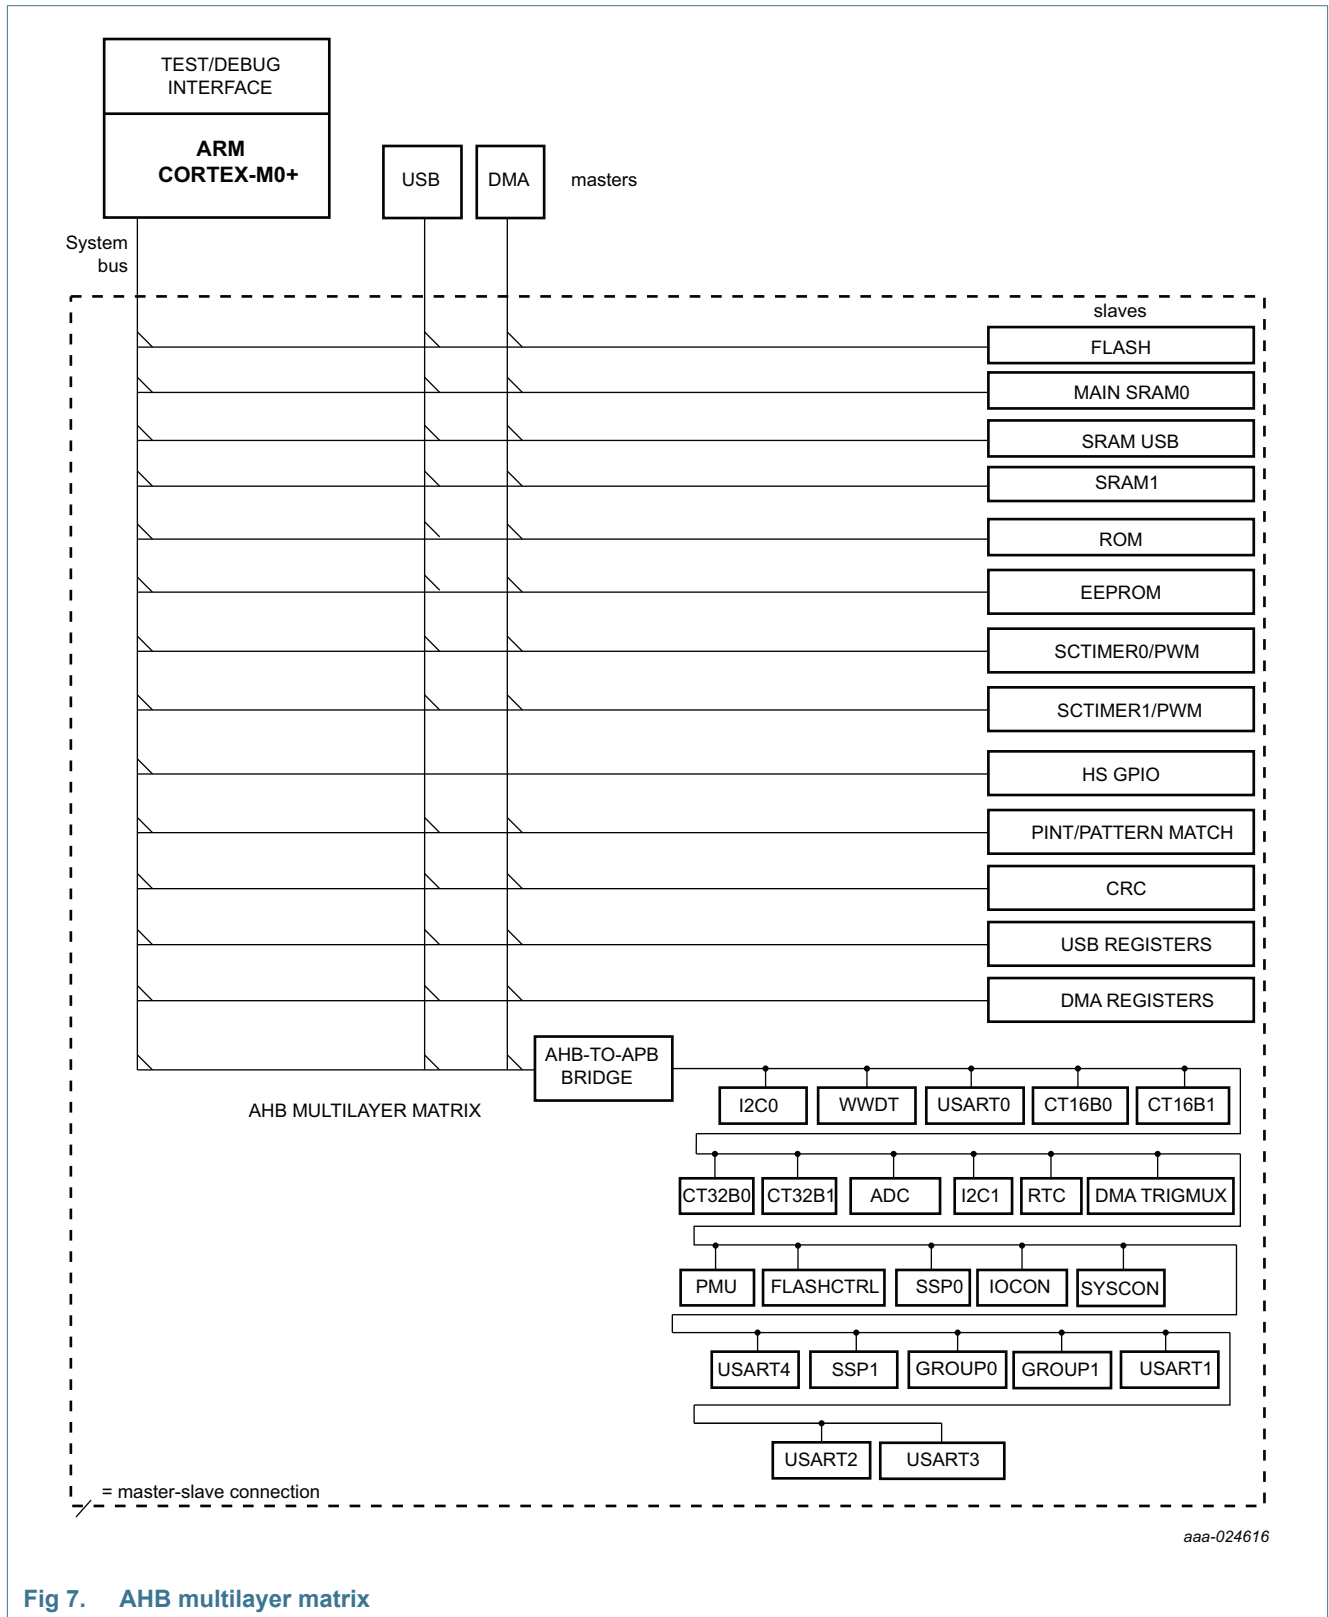 TEST/DEBUG
INTERFACE
ARM
CORTEX-M0+
USB
DMA
masters
System
bus
slaves
FLASH
MAIN SRAM0
SRAM USB
SRAM1
ROM
EEPROM
SCTIMER0/PWM
SCTIMER1/PWM
HS GPIO
PINT/PATTERN MATCH
CRC
USB REGISTERS
DMA REGISTERS
AHB-TO-APB
BRIDGE
AHB MULTILAYER MATRIX
I2C0
WWDT
USART0
CT16B0
CT16B1
CT32B0
CT32B1
ADC
I2C1
RTC
DMA TRIGMUX
PMU
FLASHCTRL
SSP0
IOCON
SYSCON
USART4
SSP1
GROUP0
GROUP1
USART1
USART2
USART3
= master-slave connection
aaa-024616
Fig 7. AHB multilayer matrix